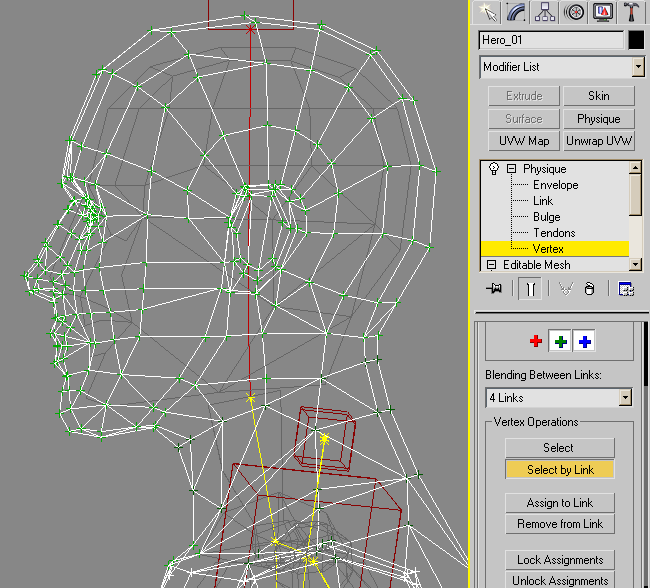 Hero_01
Modifier List
Extrude Skin
Surface Physique
UVW Map Unwrap UVW
Physique
Envelope
Link
Bulge
Tendons
Vertex
Editable Mesh
Blending Between Links:
4 Links
Vertex Operations
Select
Select by Link
Assign to Link
Remove from Link
Lock Assignments
Unlock Assignments